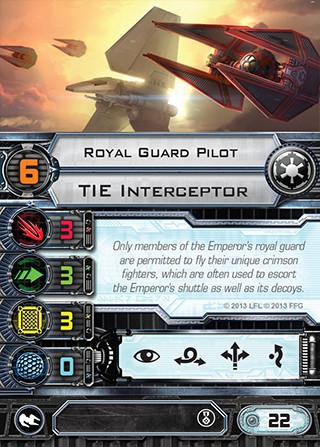 Royal Guard Pilot
6
TIE Interceptor
3
3
3
0
Only members of the Emperor's royal guard
are permitted to fly their unique crimson
fighters, which are often used to escort
the Emperor's shuttle as well as its decoys.
© 2013 LFL © 2013 FFG
22